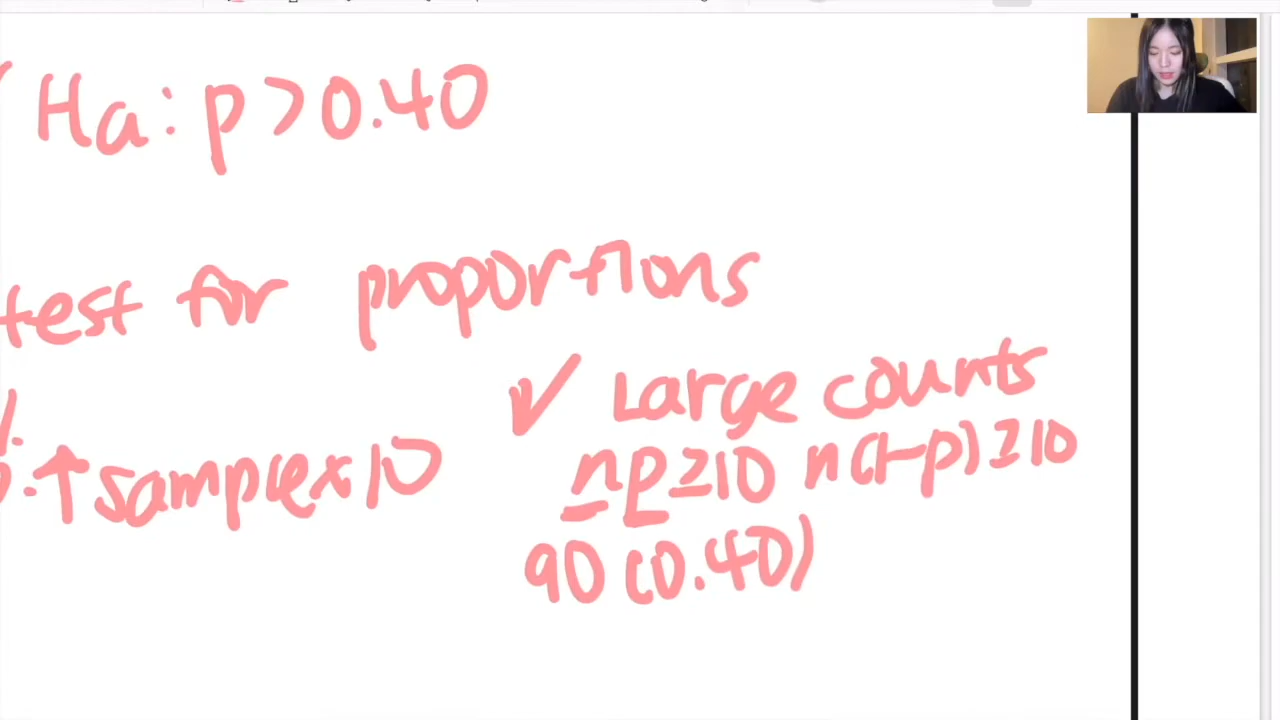 Ha: p > 0.40
test for proportions
✓ Large counts
np ≥ 10 n(1-p) ≥ 10
↑ sample x 10
90 (0.40)